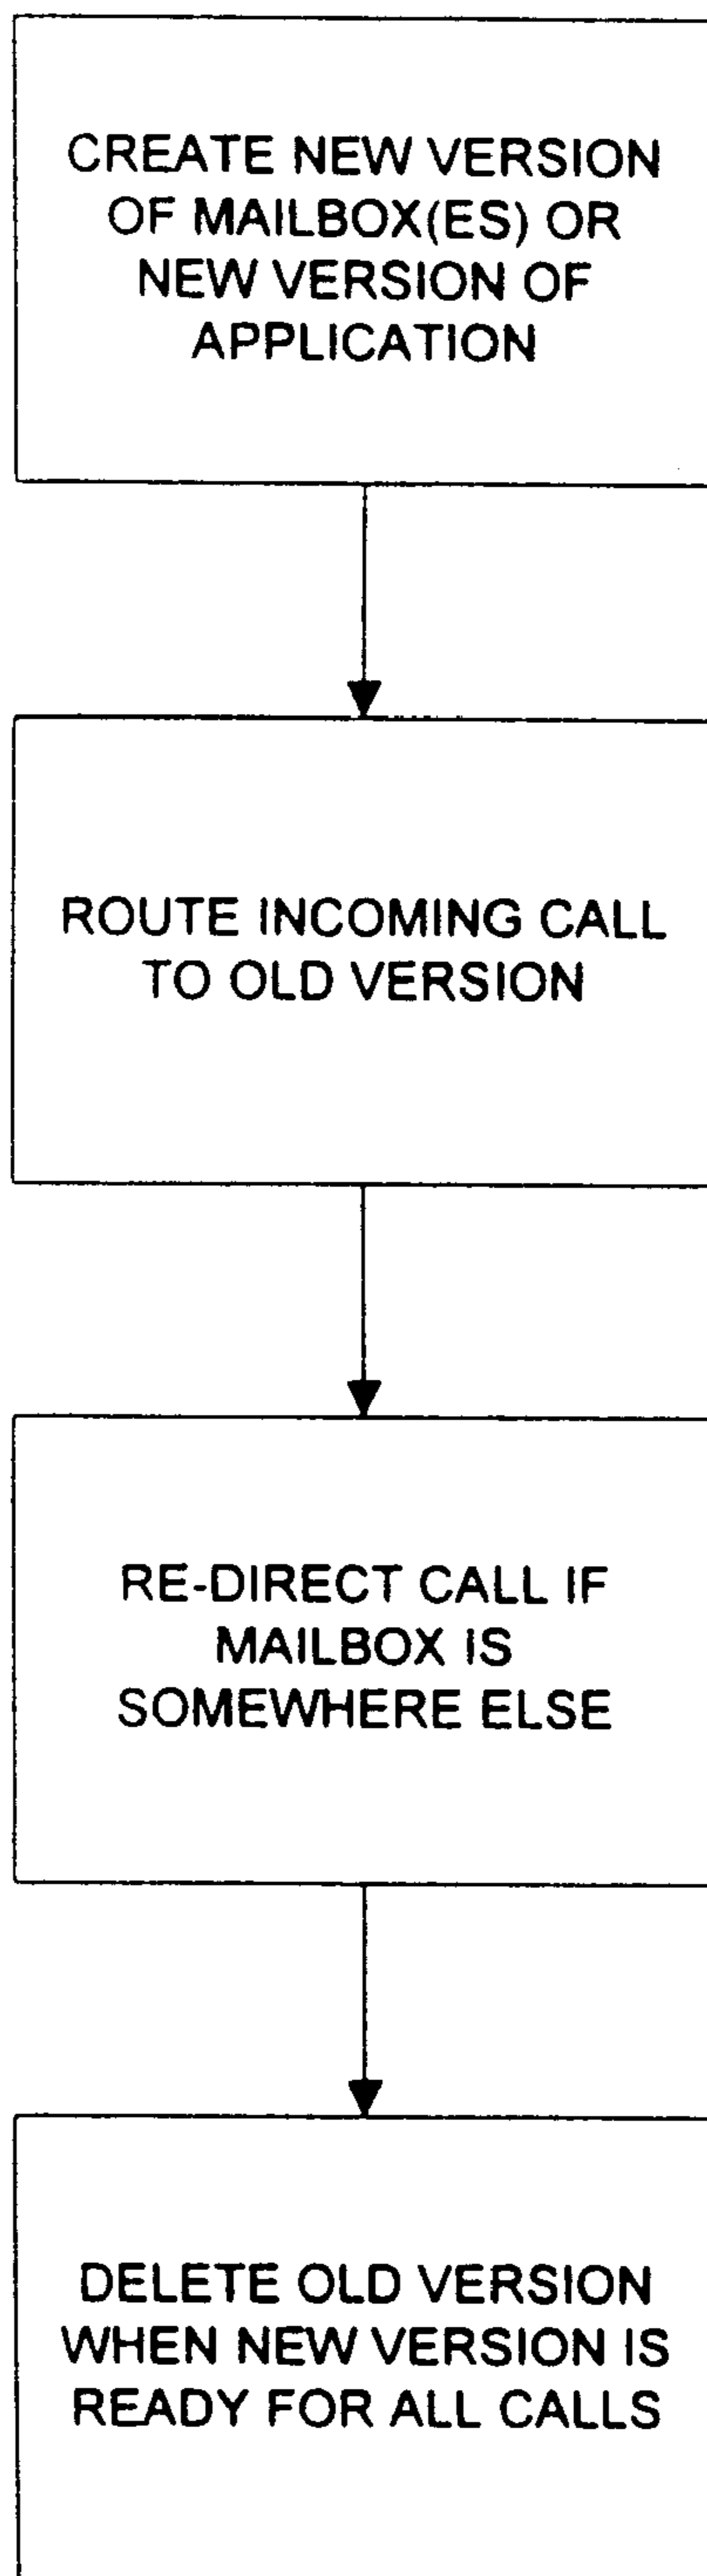 CREATE NEW VERSION
OF MAILBOX(ES) OR
NEW VERSION OF
APPLICATION
ROUTE INCOMING CALL
TO OLD VERSION
RE-DIRECT CALL IF
MAILBOX IS
SOMEWHERE ELSE
DELETE OLD VERSION
WHEN NEW VERSION IS
READY FOR ALL CALLS